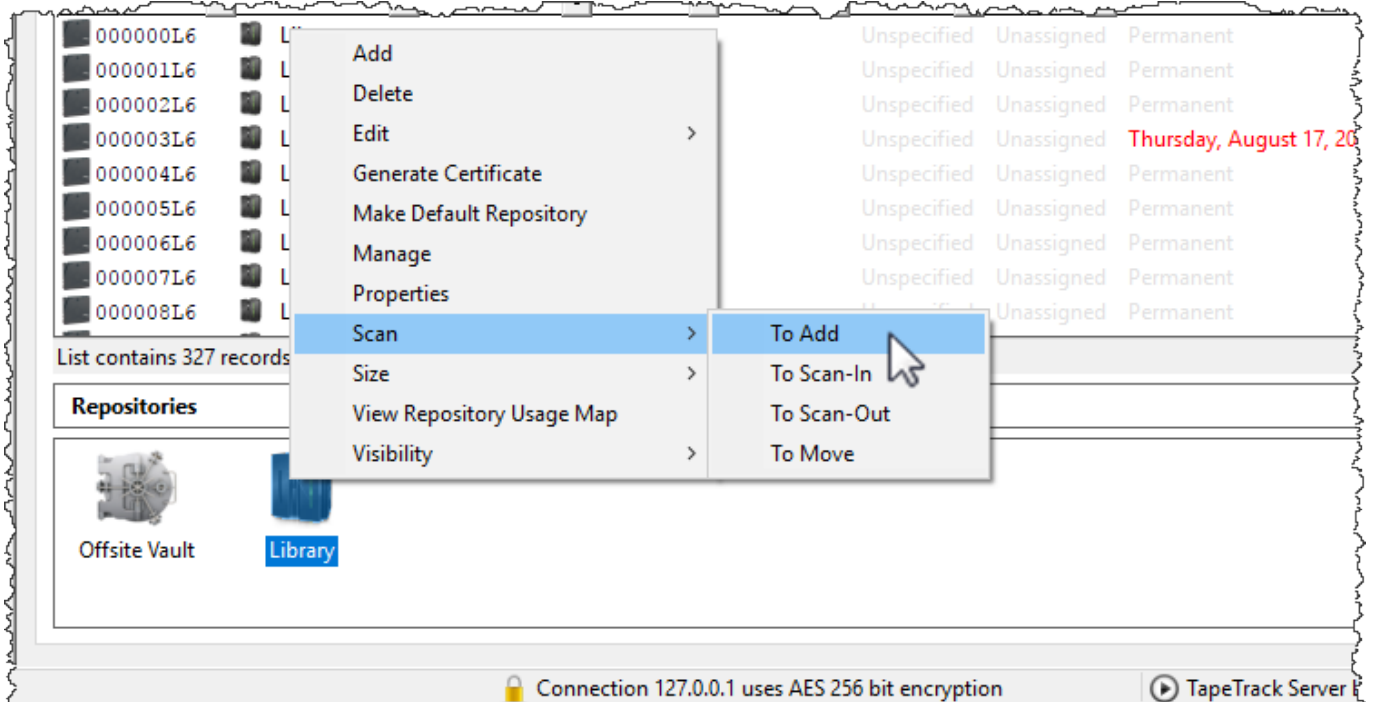 000000L6 Unspecified Unassigned Permanent
000001L6 Unspecified Unassigned Permanent
000002L6 Unspecified Unassigned Permanent
000003L6 Unspecified Unassigned Thursday, August 17, 20
000004L6 Unspecified Unassigned Permanent
000005L6 Unspecified Unassigned Permanent
000006L6 Unspecified Unassigned Permanent
000007L6 Unspecified Unassigned Permanent
000008L6 Unassigned Permanent
Add
Delete
Edit
Generate Certificate
Make Default Repository
Manage
Properties
Scan
Size
View Repository Usage Map
Visibility
To Add
To Scan-In
To Scan-Out
To Move
List contains 327 records
Repositories
Offsite Vault
Library
Connection 127.0.0.1 uses AES 256 bit encryption
TapeTrack Server